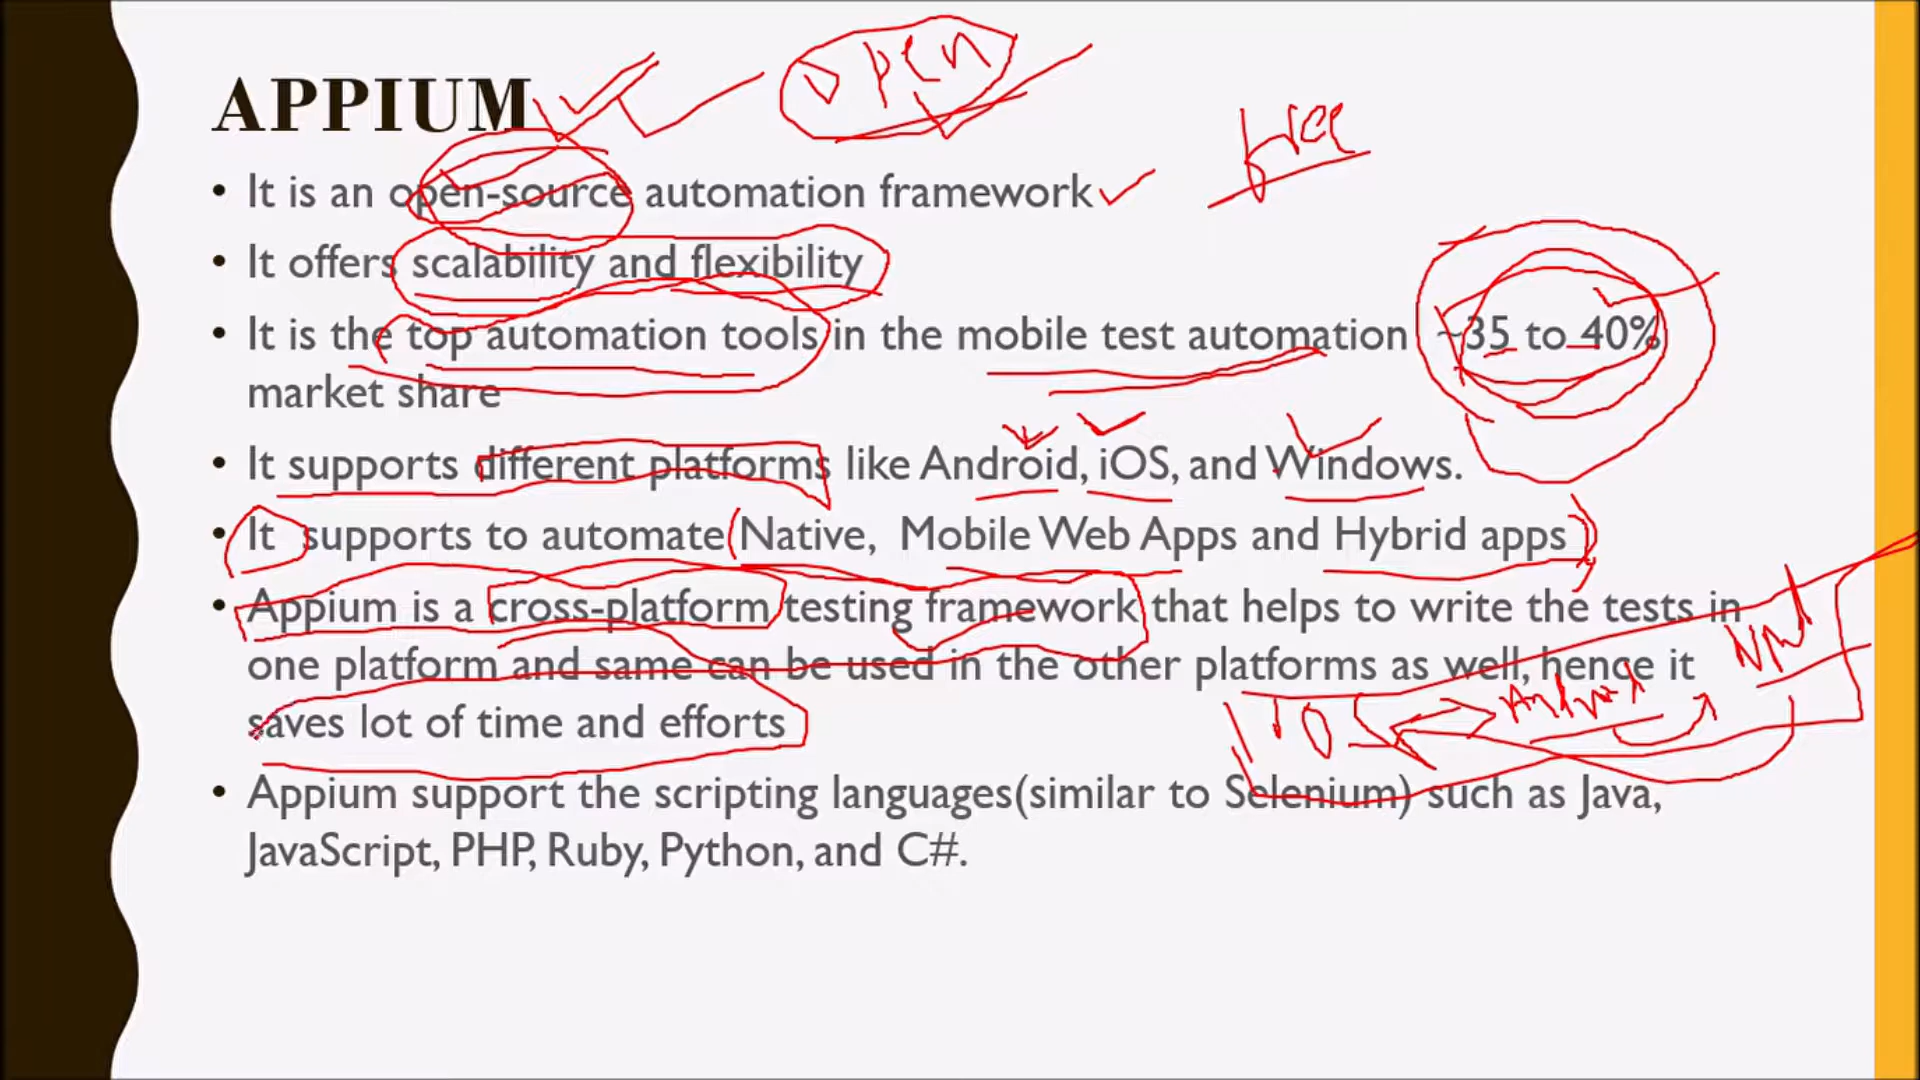 APPIUM
open
free
• It is an open-source automation framework
• It offers scalability and flexibility
• It is the top automation tools in the mobile test automation ~35 to 40%
market share
• It supports different platforms like Android, iOS, and Windows.
• It supports to automate Native, Mobile Web Apps and Hybrid apps
• Appium is a cross-platform testing framework that helps to write the tests in
one platform and same can be used in the other platforms as well, hence it
saves lot of time and efforts
iOS Android
• Appium support the scripting languages(similar to Selenium) such as Java,
JavaScript, PHP, Ruby, Python, and C#.